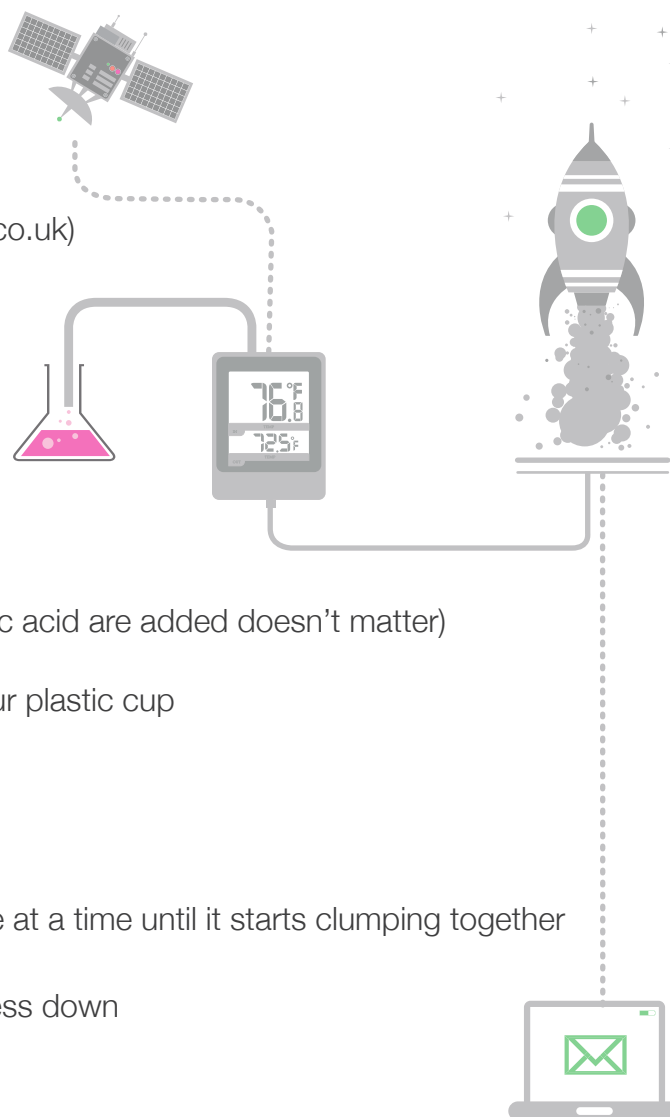 co.uk)
76.8°F
72.5°F
c acid are added doesn’t matter)
ur plastic cup
e at a time until it starts clumping together
ess down